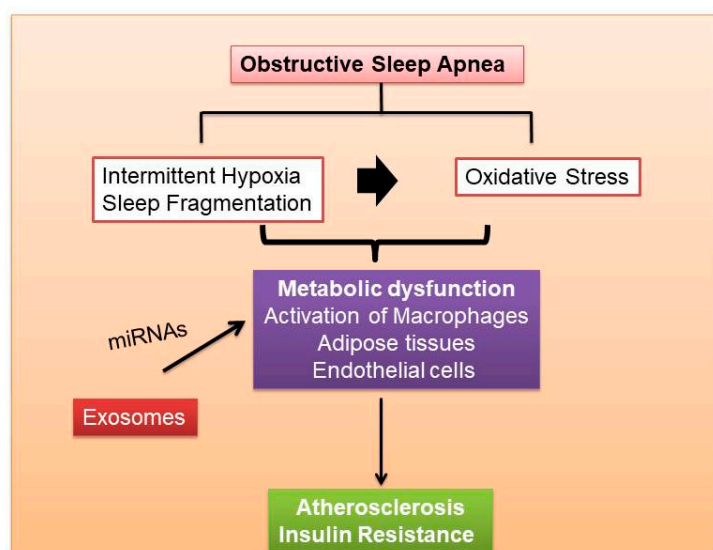 Obstructive Sleep Apnea
Intermittent Hypoxia
Sleep Fragmentation
Oxidative Stress
Metabolic dysfunction
Activation of Macrophages
Adipose tissues
Endothelial cells
miRNAs
Exosomes
Atherosclerosis
Insulin Resistance